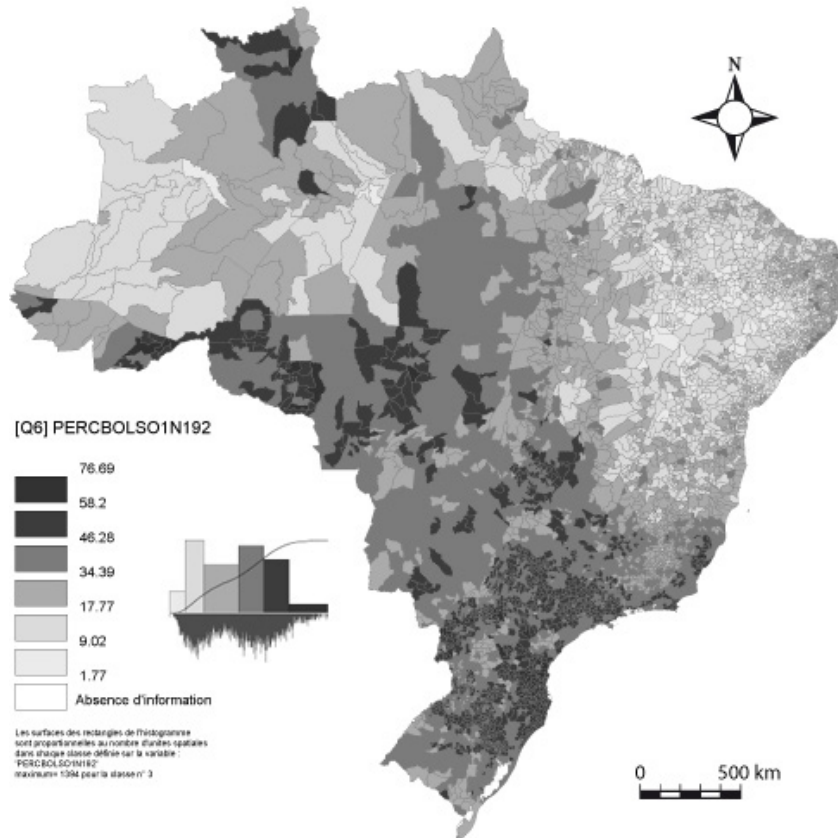 N
[Q6] PERCBOLSO1N192
76.69
58.2
46.28
34.39
17.77
9.02
1.77
Absence d'information
Les surfaces des rectangles de l'histogramme
sont proportionnelles au nombre d'unites spatiales
dans chaque classe définie sur la variable :
'PERCBOLSO1N192'
maximum= 1394 pour la classe n° 3
0 500 km